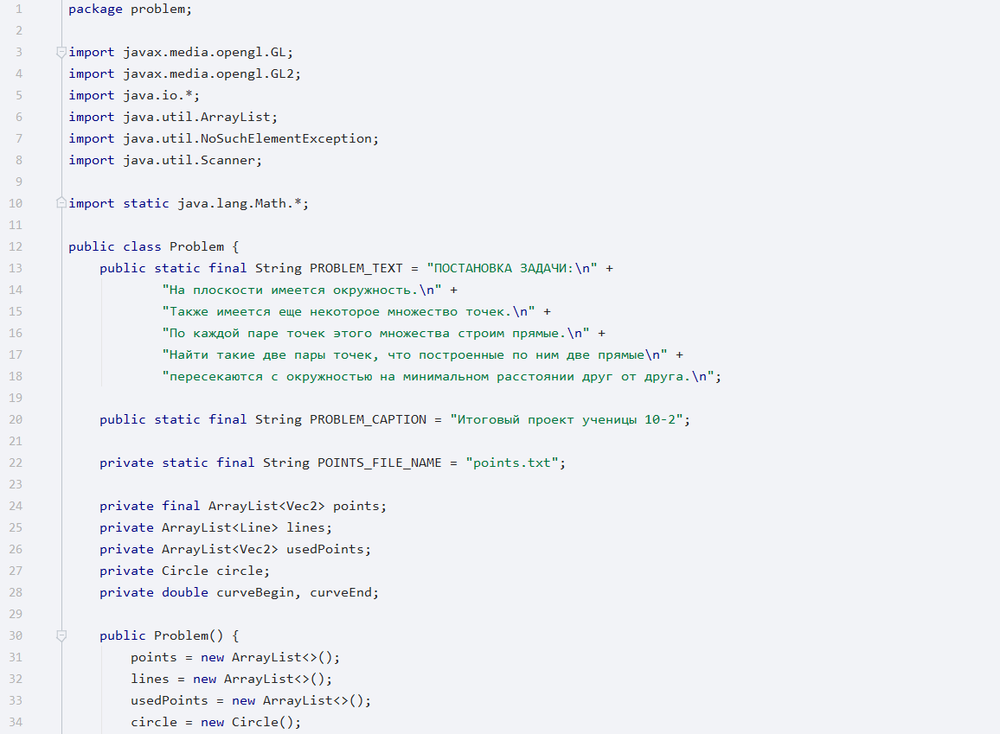 1 package problem;
2
3 import javax.media.opengl.GL;
4 import javax.media.opengl.GL2;
5 import java.io.*;
6 import java.util.ArrayList;
7 import java.util.NoSuchElementException;
8 import java.util.Scanner;
9
10 import static java.lang.Math.*;
11
12 public class Problem {
13 public static final String PROBLEM_TEXT = "ПОСТАНОВКА ЗАДАЧИ:\n" +
14 "На плоскости имеется окружность.\n" +
15 "Также имеется еще некоторое множество точек.\n" +
16 "По каждой паре точек этого множества строим прямые.\n" +
17 "Найти такие две пары точек, что построенные по ним две прямые\n" +
18 "пересекаются с окружностью на минимальном расстоянии друг от друга.\n";
19
20 public static final String PROBLEM_CAPTION = "Итоговый проект ученицы 10-2";
21
22 private static final String POINTS_FILE_NAME = "points.txt";
23
24 private final ArrayList<Vec2> points;
25 private ArrayList<Line> lines;
26 private ArrayList<Vec2> usedPoints;
27 private Circle circle;
28 private double curveBegin, curveEnd;
29
30 public Problem() {
31 points = new ArrayList<>();
32 lines = new ArrayList<>();
33 usedPoints = new ArrayList<>();
34 circle = new Circle();